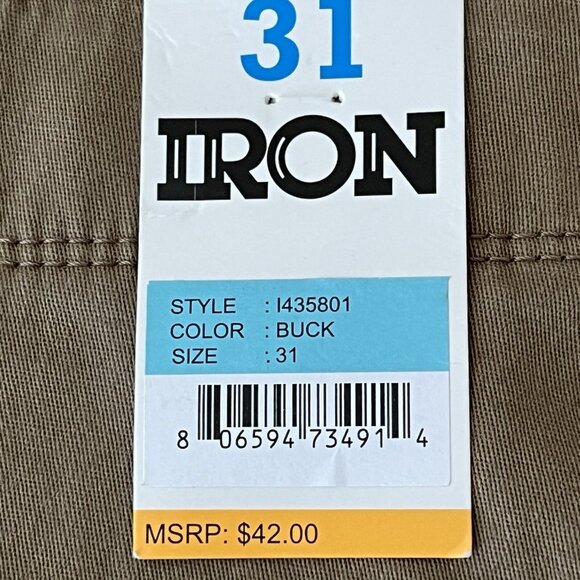 31
IRON
STYLE : I435801
COLOR : BUCK
SIZE : 31
8 06594 73491 4
MSRP: $42.00